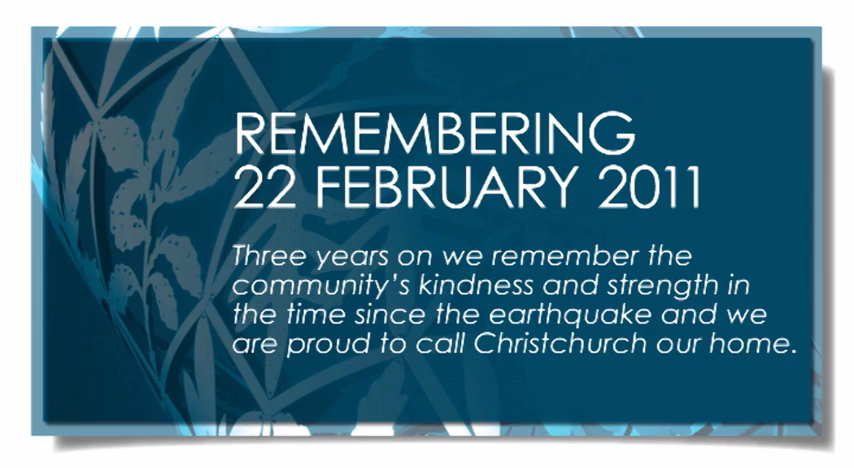 REMEMBERING
22 FEBRUARY 2011
Three years on we remember the
community's kindness and strength in
the time since the earthquake and we
are proud to call Christchurch our home.